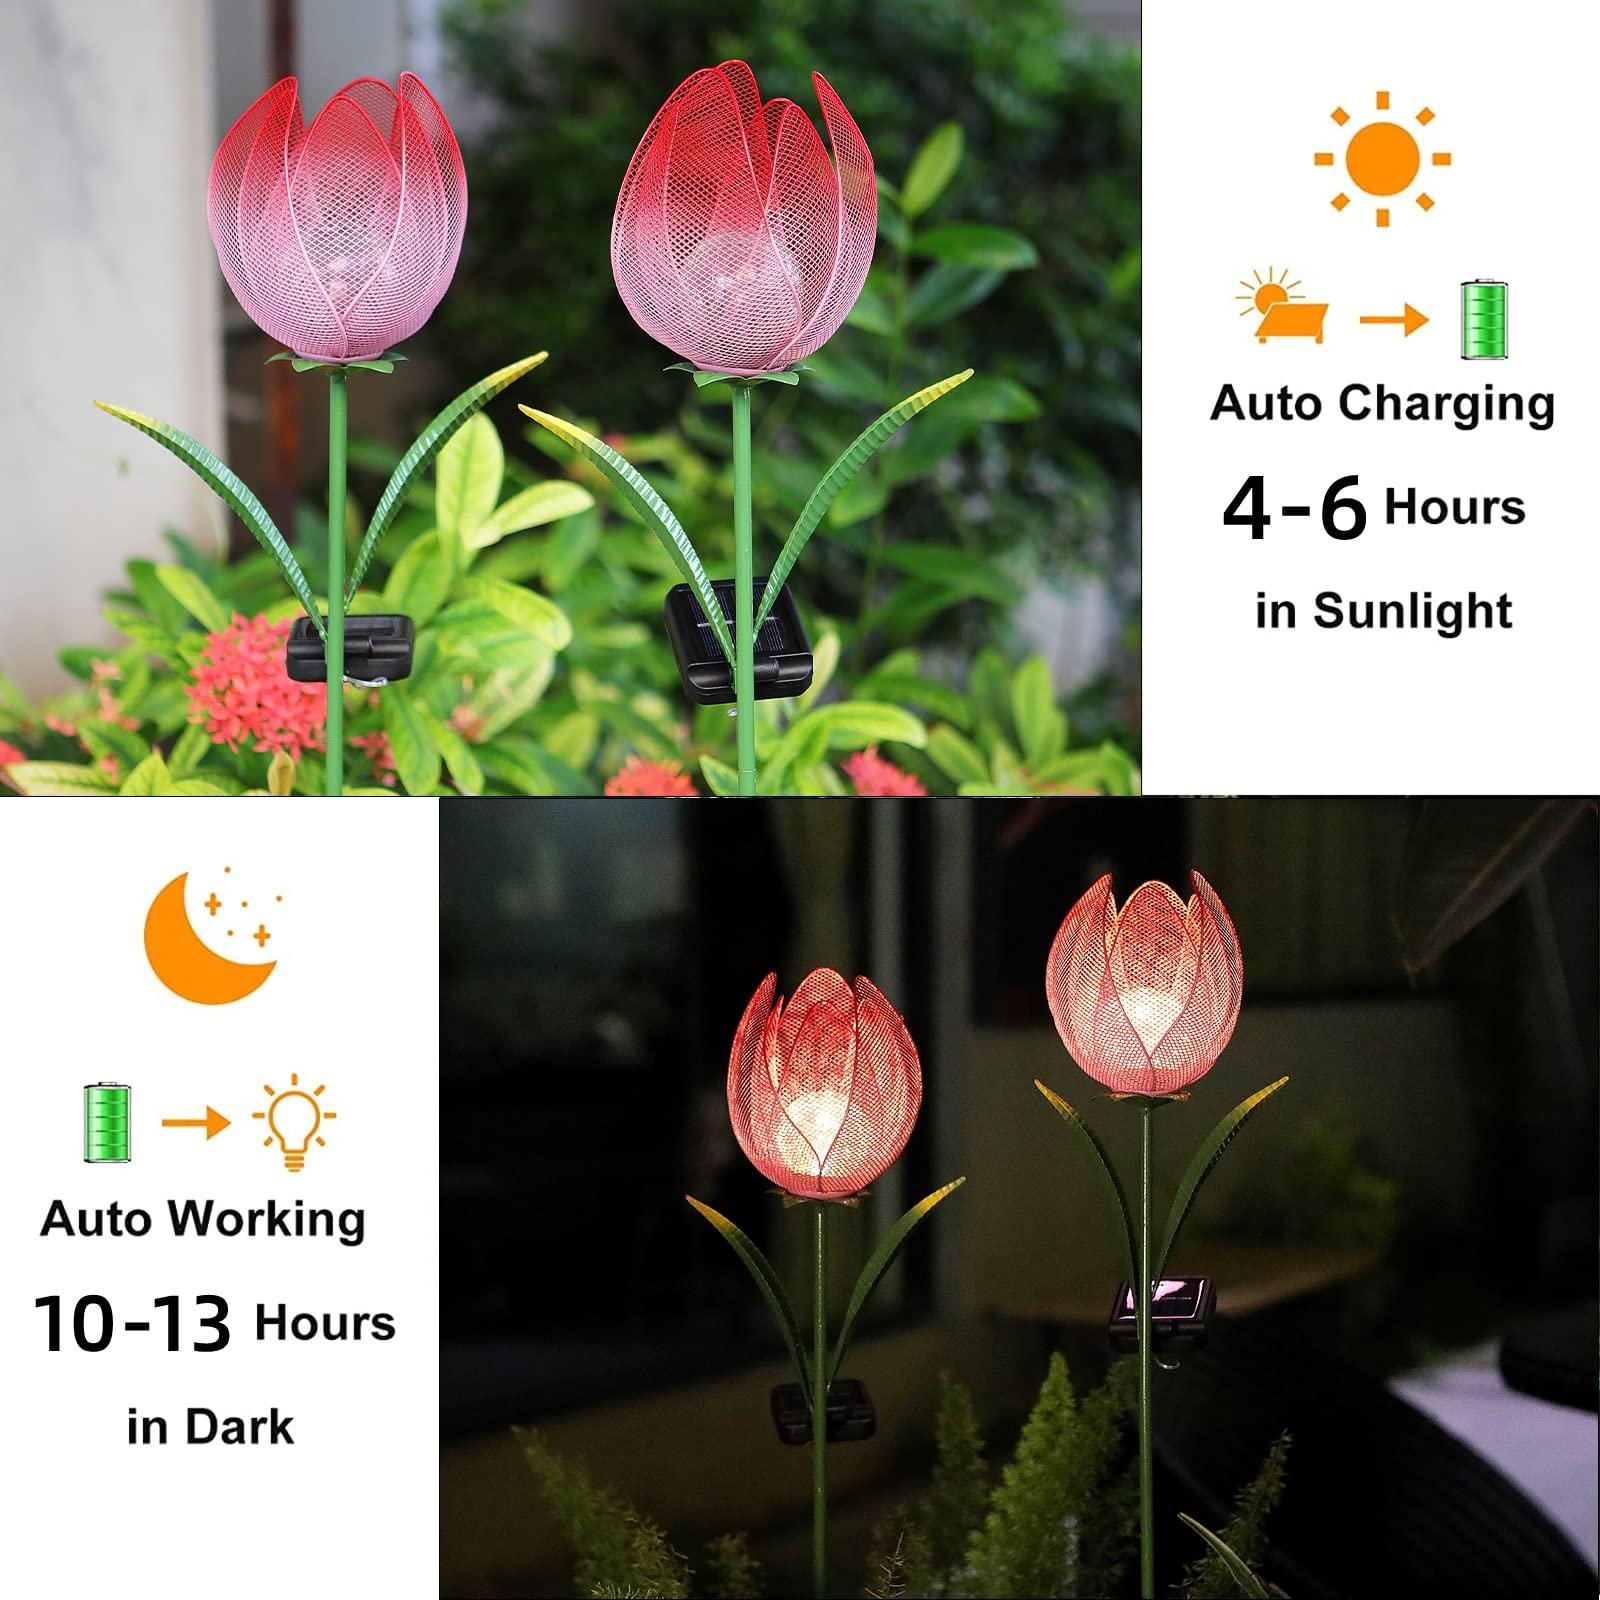 Auto Charging
4-6 Hours
in Sunlight
Auto Working
10-13 Hours
in Dark